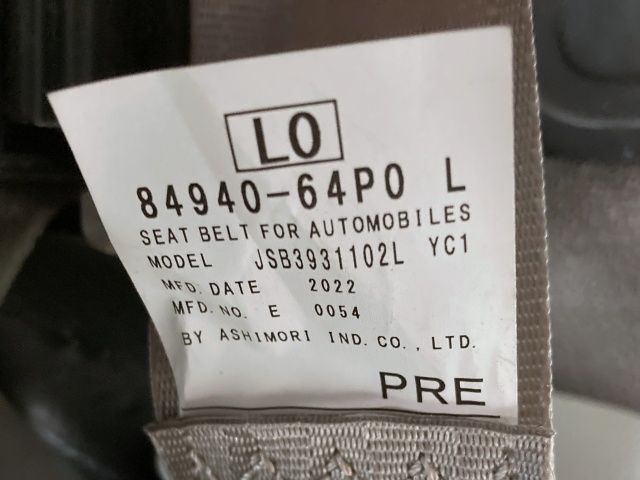 L0
84940-64P0 L
SEAT BELT FOR AUTOMOBILES
MODEL JSB3931102L YC1
MFD. DATE 2022
MFD. NO. E 0054
BY ASHIMORI IND. CO., LTD.
PRE